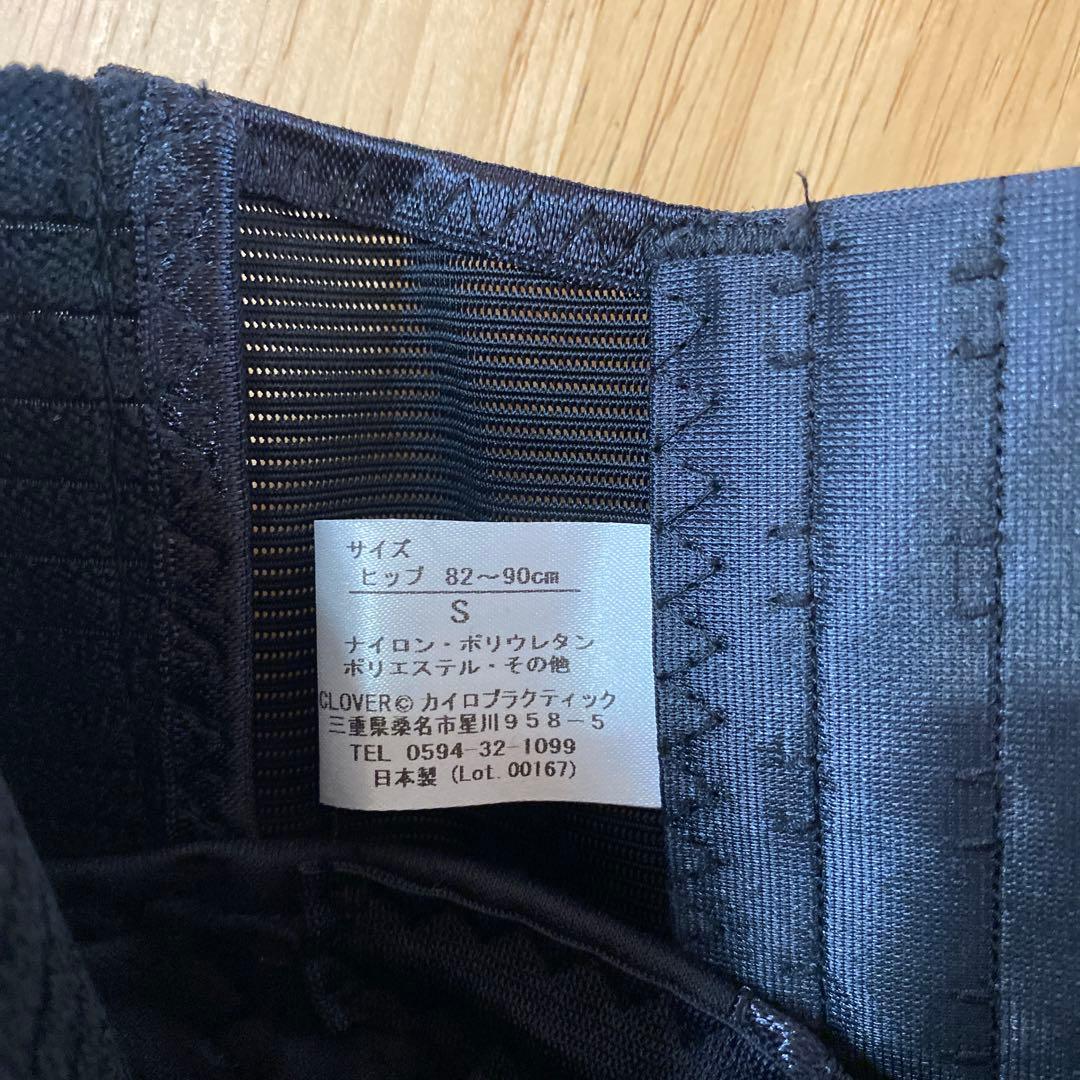 サイズ
ヒップ 82～90cm
S
ナイロン・ポリウレタン
ポリエステル・その他
CLOVER©カイロプラクティック
三重県桑名市星川958-5
TEL 0594-32-1099
日本製 (Lot. 00167)